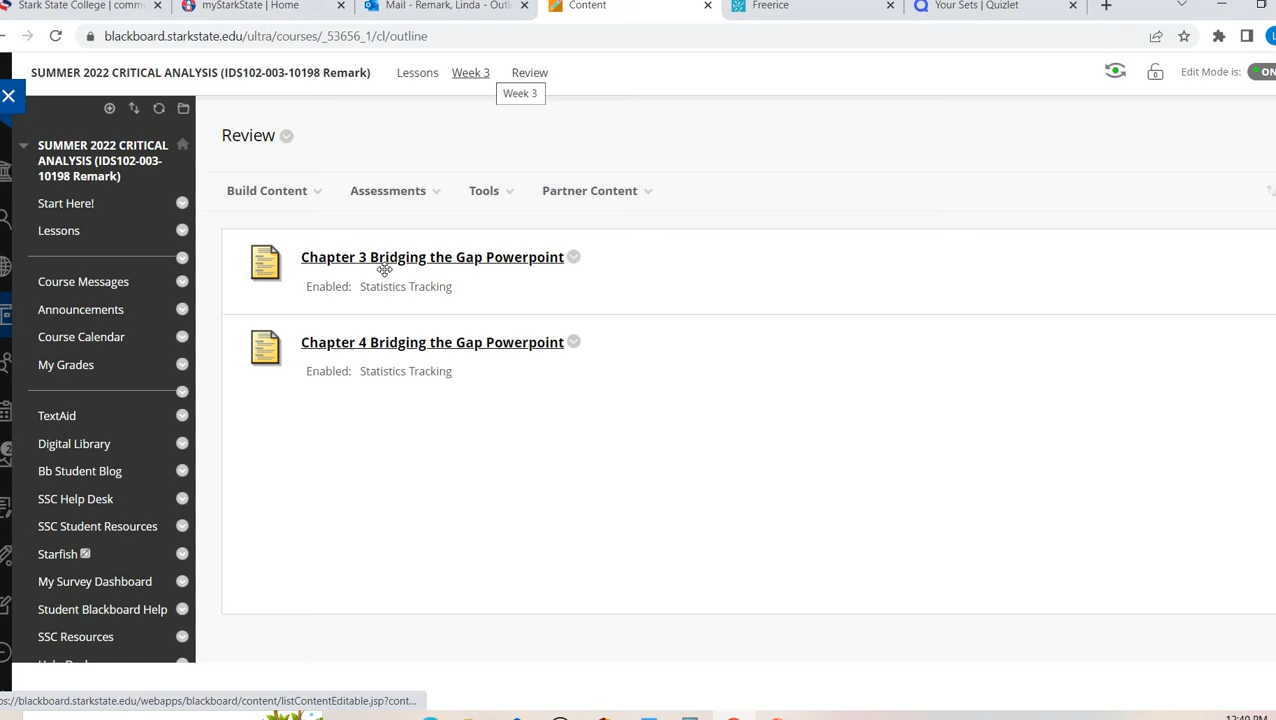 Stark State College | comm
myStarkState | Home
Mail - Remark, Linda - Outl
Content
Freerice
Your Sets | Quizlet
blackboard.starkstate.edu/ultra/courses/_53656_1/cl/outline
SUMMER 2022 CRITICAL ANALYSIS (IDS102-003-10198 Remark)
Lessons
Week 3
Review
Edit Mode is:
ON
Week 3
SUMMER 2022 CRITICAL
ANALYSIS (IDS102-003-
10198 Remark)
Start Here!
Lessons
Course Messages
Announcements
Course Calendar
My Grades
TextAid
Digital Library
Bb Student Blog
SSC Help Desk
SSC Student Resources
Starfish
My Survey Dashboard
Student Blackboard Help
SSC Resources
Review
Build Content
Assessments
Tools
Partner Content
Chapter 3 Bridging the Gap Powerpoint
Enabled: Statistics Tracking
Chapter 4 Bridging the Gap Powerpoint
Enabled: Statistics Tracking
ps://blackboard.starkstate.edu/webapps/blackboard/content/listContentEditable.jsp?cont...
12:40 PM